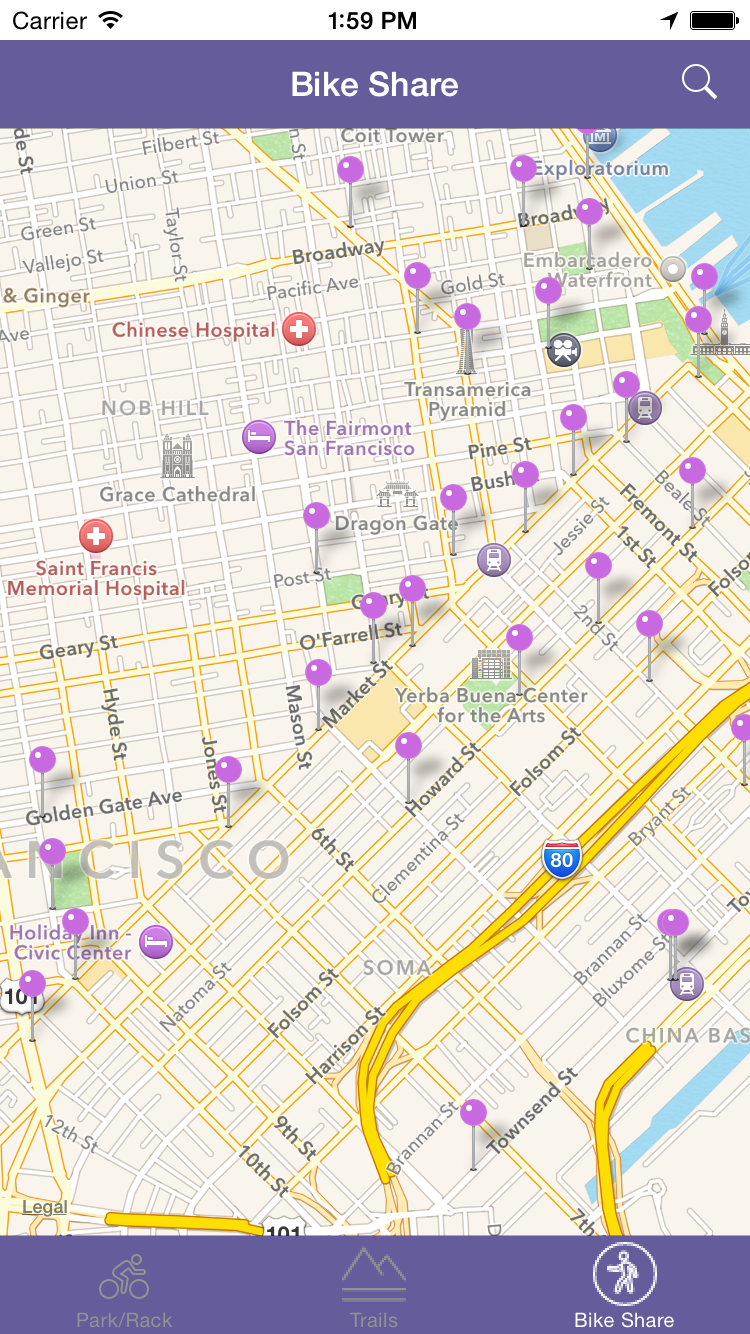 Carrier
1:59 PM
Bike Share
Coit Tower
Filbert St
Exploratorium
Union St
Taylor St
Broadway
Green St
Broadway
Vallejo St
Embarcadero
Waterfront
Pacific Ave
Gold St
& Ginger
Chinese Hospital
Ave
Transamerica
Pyramid
NOB HILL
The Fairmont
San Francisco
Pine St
Bush
Grace Cathedral
Beale St
Fremont St
Dragon Gate
Jessie St
1st St
Saint Francis
Memorial Hospital
Post St
Geary
2nd St
O'Farrell St
Geary St
Market St
Yerba Buena Center
for the Arts
Hyde St
Mason St
Jones St
Howard St
Folsom St
Golden Gate Ave
Bryant St
6th St
Clementina St
80
ANCISCO
Holiday Inn -
Civic Center
Brannan St
Bluxome St
SOMA
Natoma St
Folsom St
101
Harrison St
CHINA BAS
Townsend St
Brannan St
12th St
9th St
10th St
Legal
101
7th
Park/Rack
Trails
Bike Share